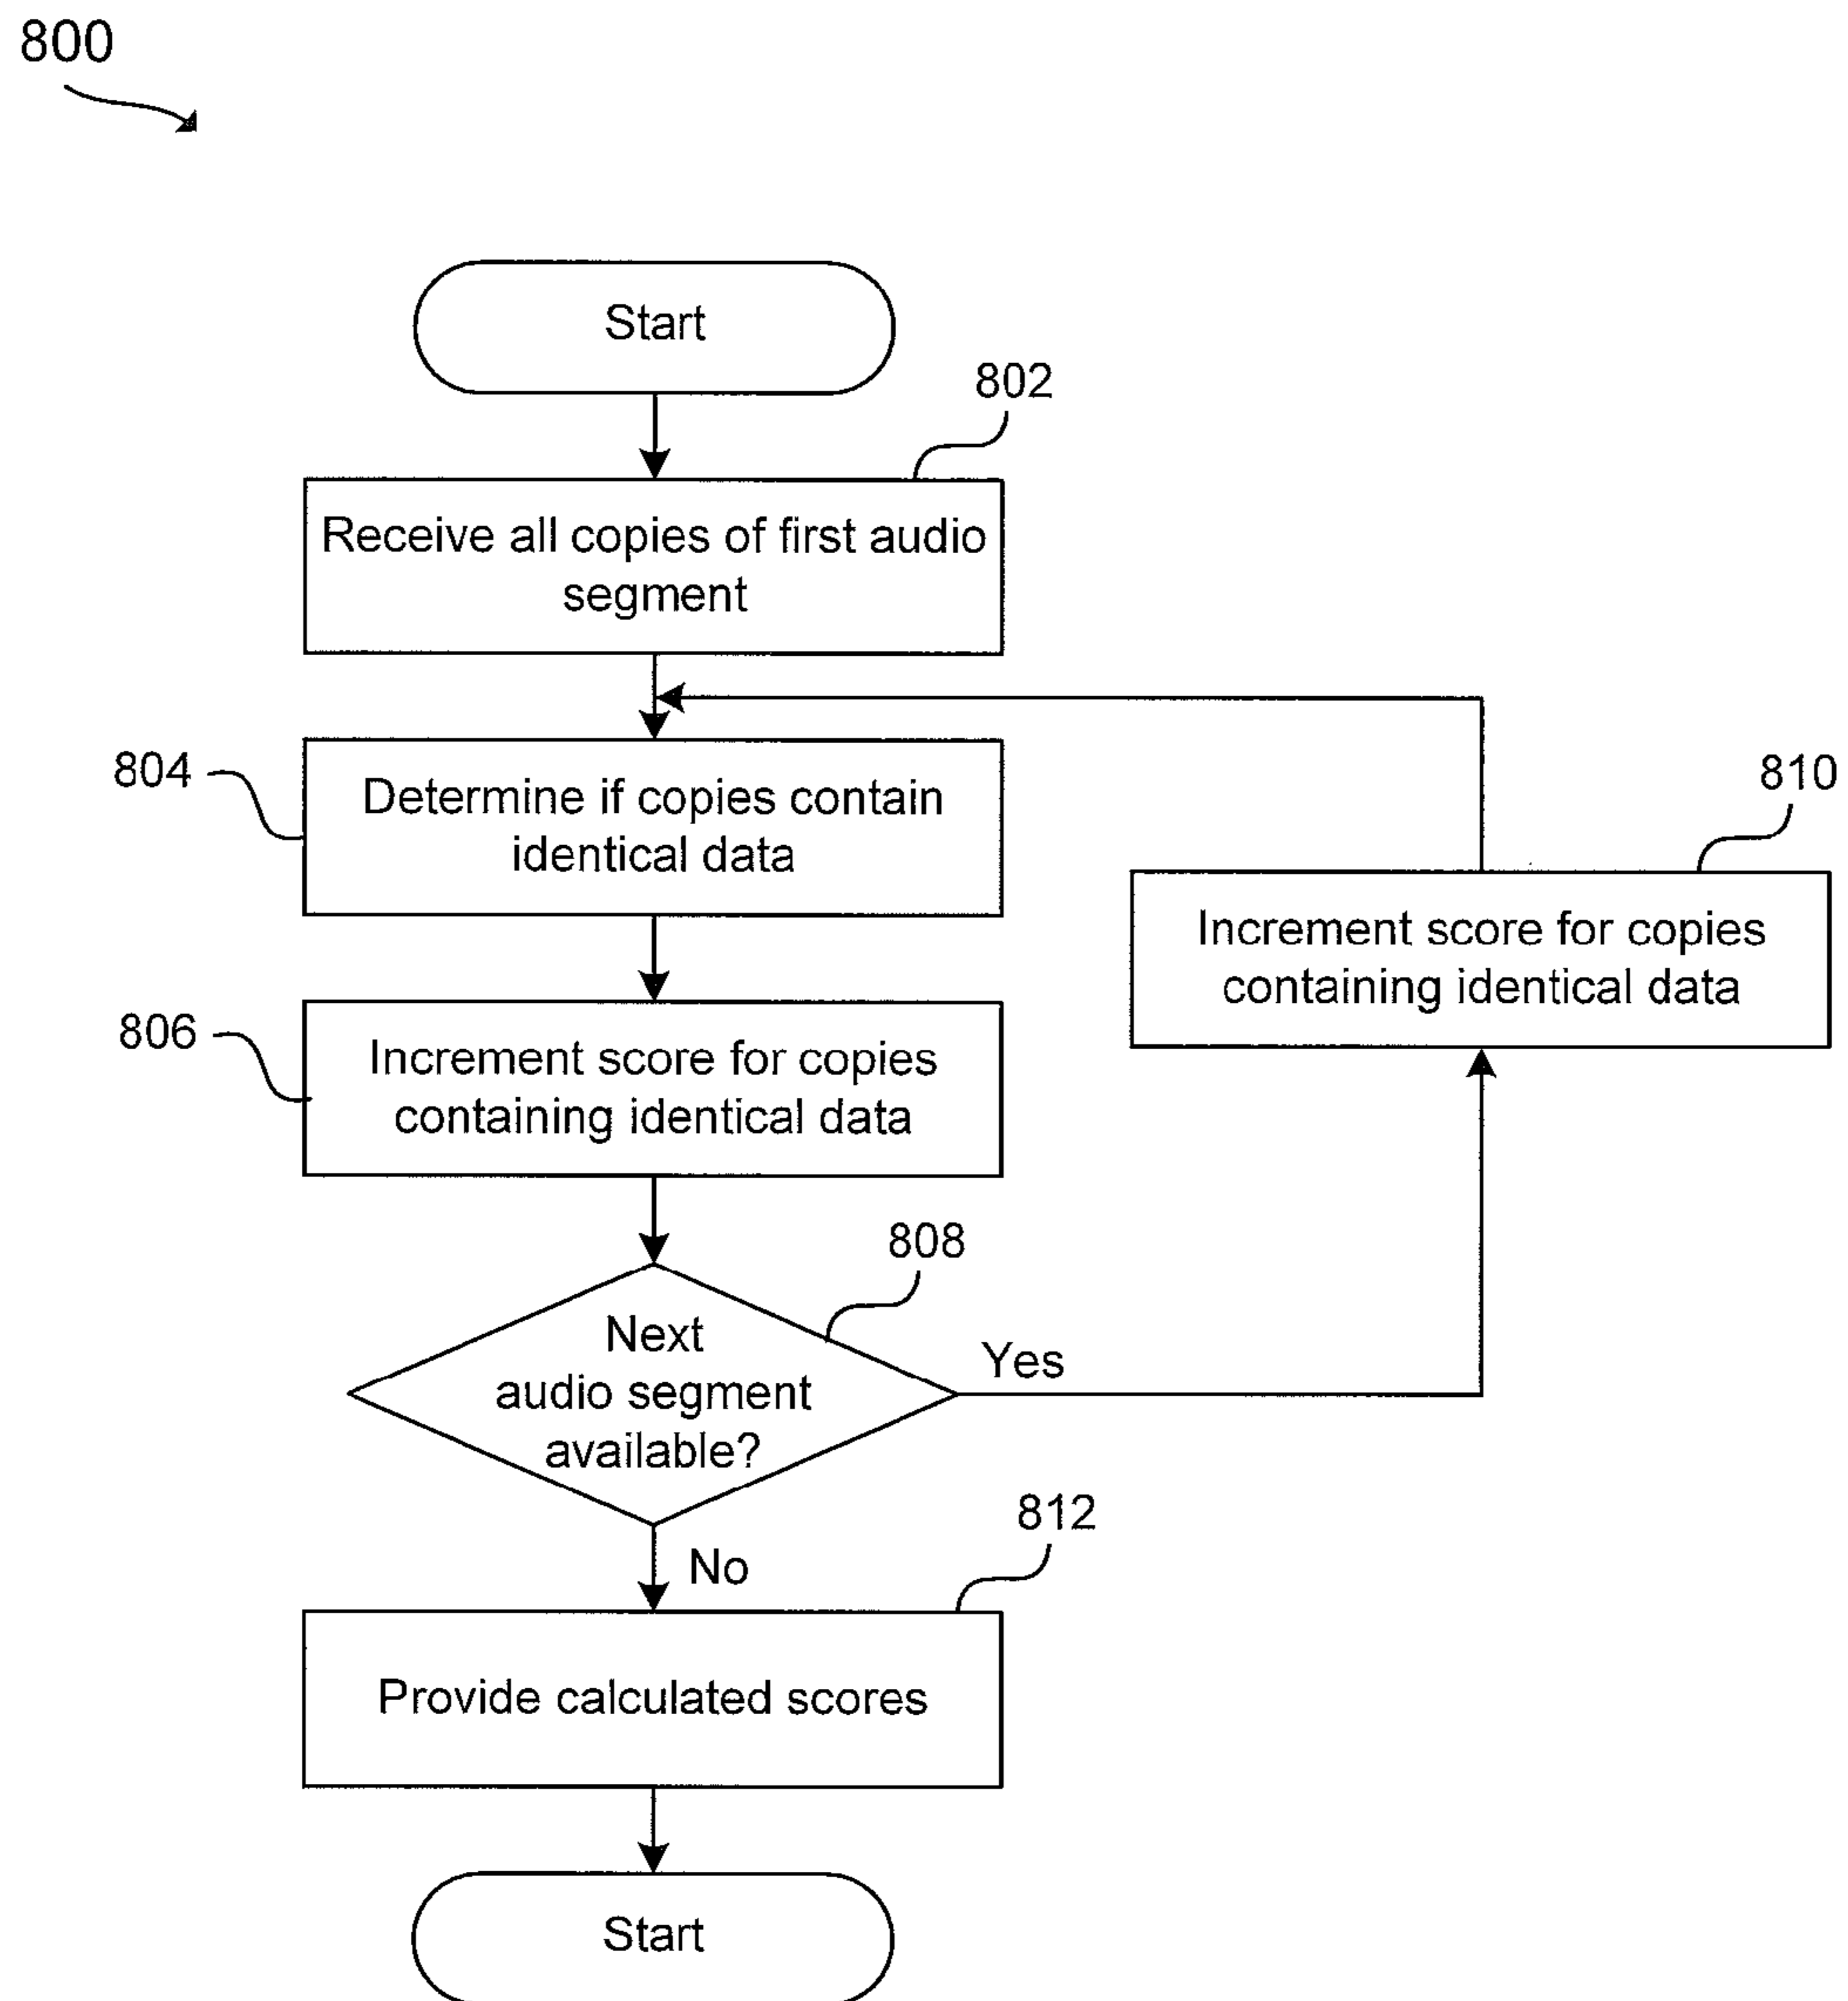 800
Start
802
Receive all copies of first audio
segment
804
Determine if copies contain
identical data
810
Increment score for copies
containing identical data
806
Increment score for copies
containing identical data
808
Next
audio segment
available?
Yes
No
812
Provide calculated scores
Start